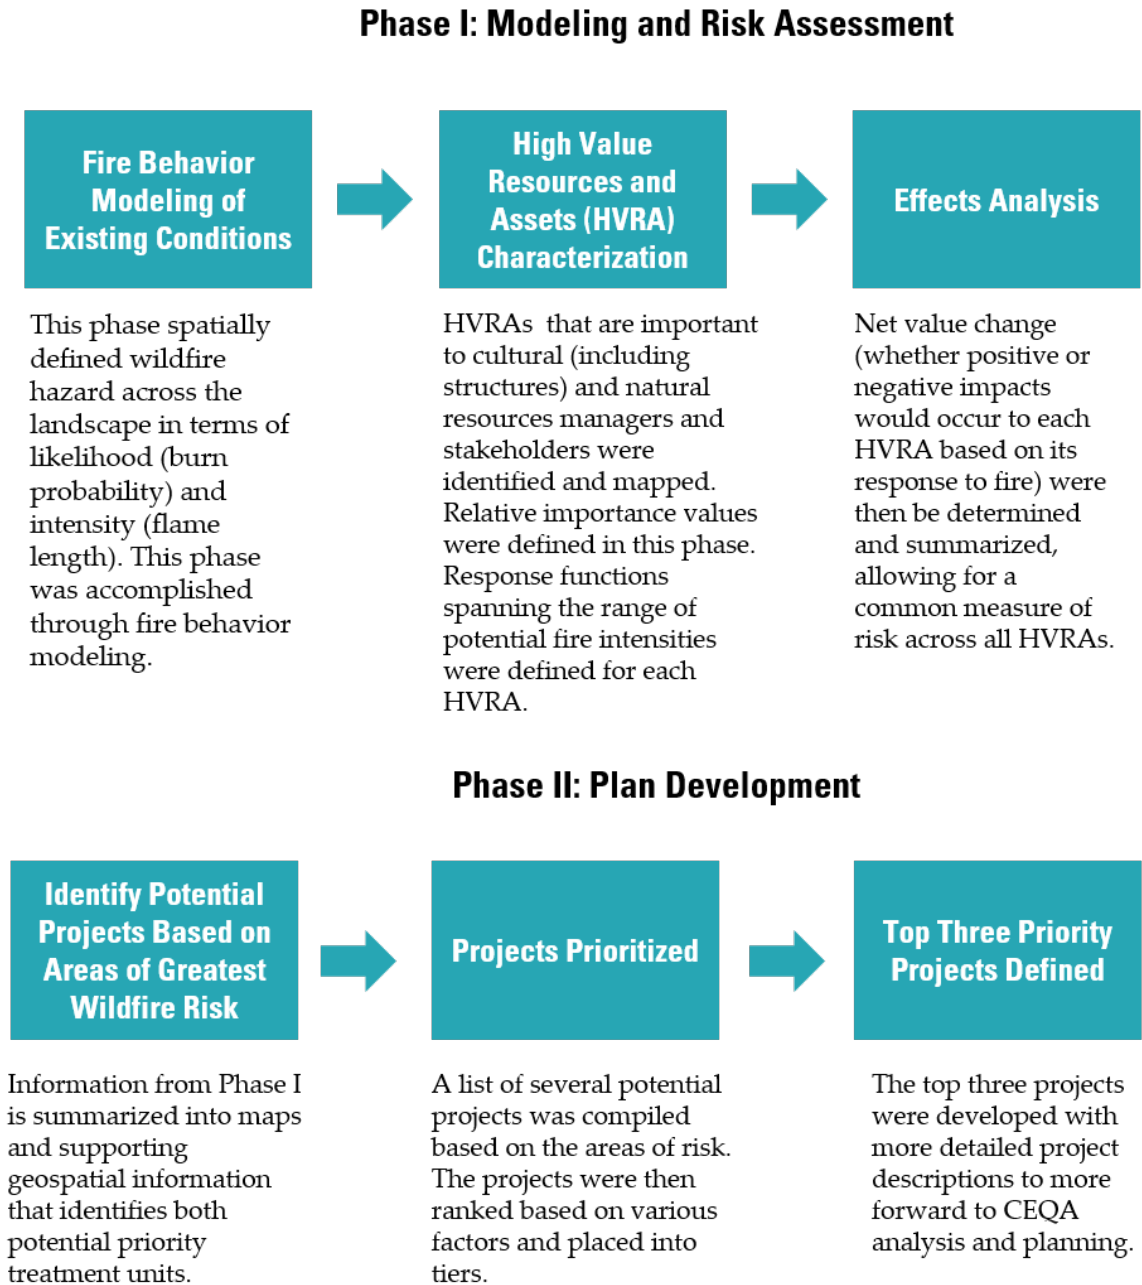 Phase I: Modeling and Risk Assessment
Fire Behavior
Modeling of
Existing Conditions
This phase spatially
defined wildfire
hazard across the
landscape in terms of
likelihood (burn
probability) and
intensity (flame
length). This phase
was accomplished
through fire behavior
modeling.
High Value
Resources and
Assets (HVRA)
Characterization
HVRAs that are important
to cultural (including
structures) and natural
resources managers and
stakeholders were
identified and mapped.
Relative importance values
were defined in this phase.
Response functions
spanning the range of
potential fire intensities
were defined for each
HVRA.
Effects Analysis
Net value change
(whether positive or
negative impacts
would occur to each
HVRA based on its
response to fire) were
then be determined
and summarized,
allowing for a
common measure of
risk across all HVRAs.
Phase II: Plan Development
Identify Potential
Projects Based on
Areas of Greatest
Wildfire Risk
Information from Phase I
is summarized into maps
and supporting
geospatial information
that identifies both
potential priority
treatment units.
Projects Prioritized
A list of several potential
projects was compiled
based on the areas of risk.
The projects were then
ranked based on various
factors and placed into
tiers.
Top Three Priority
Projects Defined
The top three projects
were developed with
more detailed project
descriptions to more
forward to CEQA
analysis and planning.